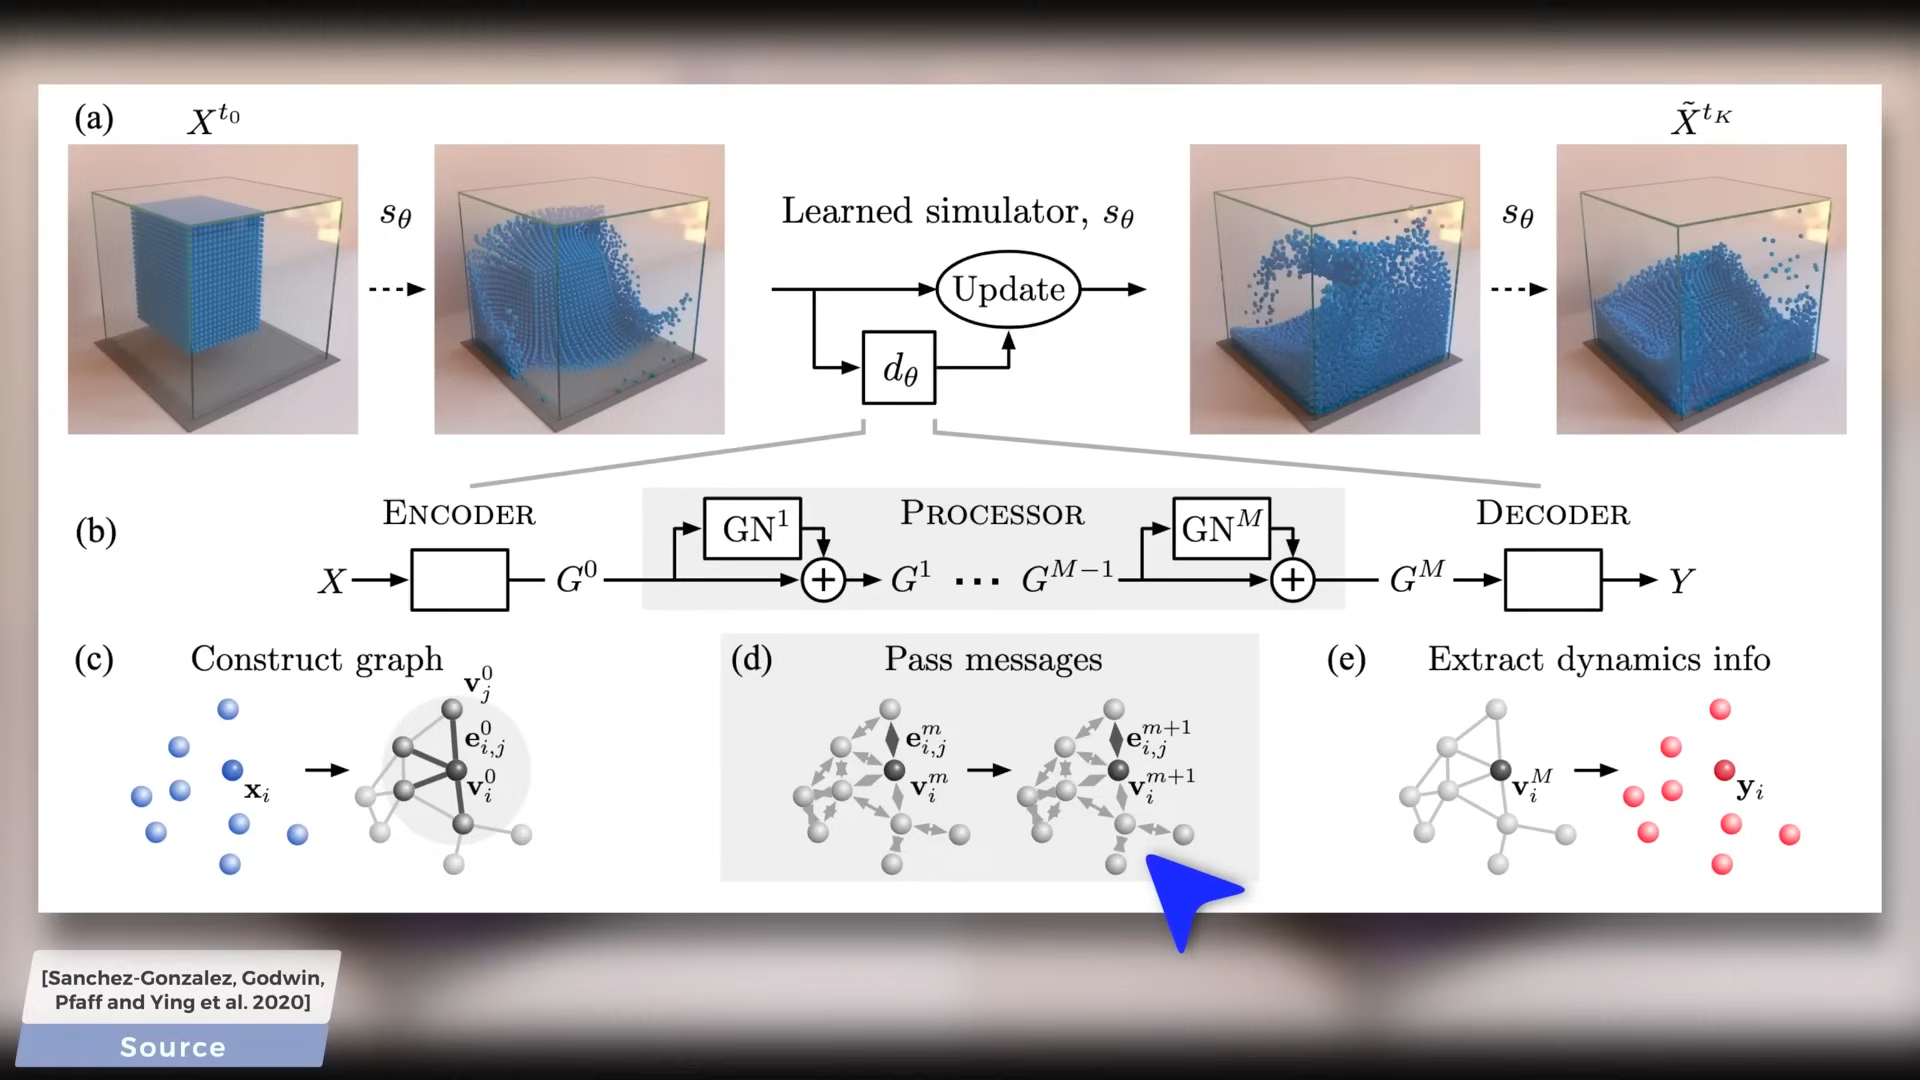 (a)
X^{t_0}
s_θ
Learned simulator, s_θ
Update
d_θ
s_θ
X̃^{t_K}
(b)
ENCODER
PROCESSOR
DECODER
GN^1
GN^M
X
G^0
+
G^1
...
G^{M−1}
+
G^M
Y
(c)
Construct graph
v_j^0
e_{i,j}^0
v_i^0
x_i
(d)
Pass messages
e_{i,j}^m
v_i^m
e_{i,j}^{m+1}
v_i^{m+1}
(e)
Extract dynamics info
v_i^M
y_i
[Sanchez-Gonzalez, Godwin,
Pfaff and Ying et al. 2020]
Source